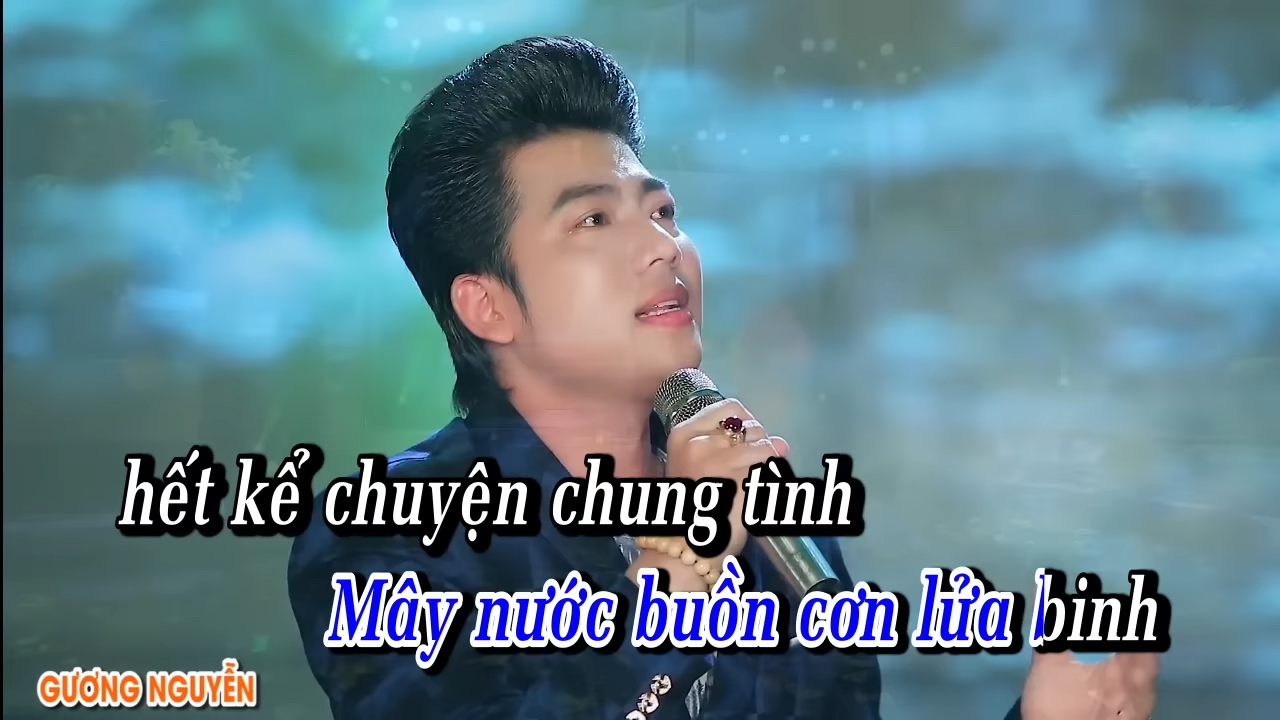 hết kể chuyện chung tình
Mây nước buồn cơn lửa binh
GƯƠNG NGUYỄN